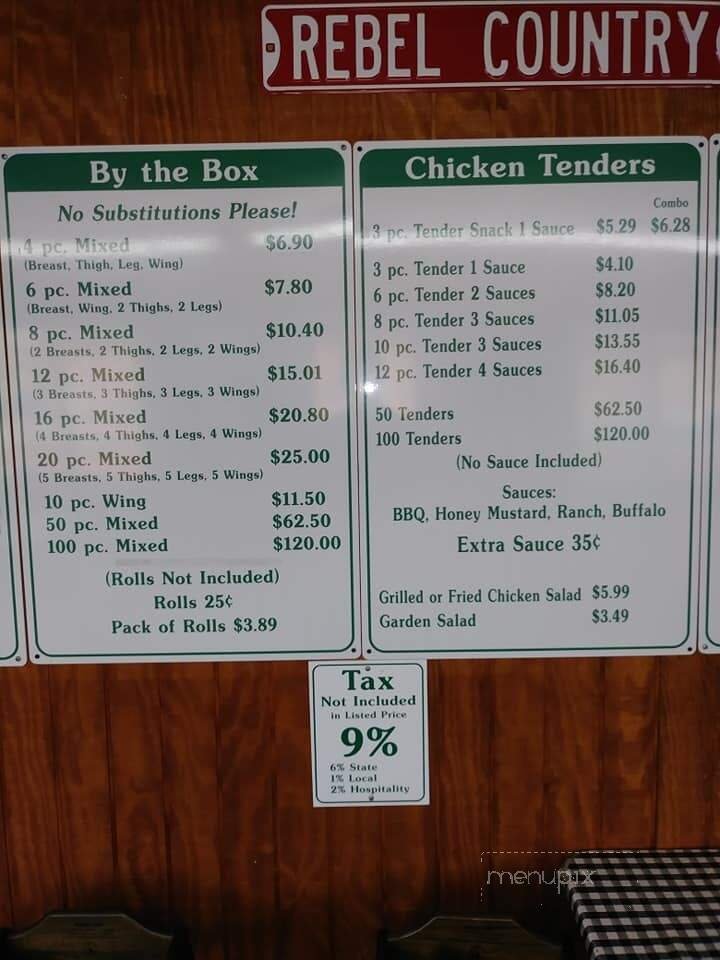 REBEL COUNTRY
By the Box
No Substitutions Please!
4 pc. Mixed $6.90
(Breast, Thigh, Leg, Wing)
6 pc. Mixed $7.80
(Breast, Wing, 2 Thighs, 2 Legs)
8 pc. Mixed $10.40
(2 Breasts, 2 Thighs, 2 Legs, 2 Wings)
12 pc. Mixed $15.01
(3 Breasts, 3 Thighs, 3 Legs, 3 Wings)
16 pc. Mixed $20.80
(4 Breasts, 4 Thighs, 4 Legs, 4 Wings)
20 pc. Mixed $25.00
(5 Breasts, 5 Thighs, 5 Legs, 5 Wings)
10 pc. Wing $11.50
50 pc. Mixed $62.50
100 pc. Mixed $120.00
(Rolls Not Included)
Rolls 25¢
Pack of Rolls $3.89
Chicken Tenders
Combo
3 pc. Tender Snack 1 Sauce $5.29 $6.28
3 pc. Tender 1 Sauce $4.10
6 pc. Tender 2 Sauces $8.20
8 pc. Tender 3 Sauces $11.05
10 pc. Tender 3 Sauces $13.55
12 pc. Tender 4 Sauces $16.40
50 Tenders $62.50
100 Tenders $120.00
(No Sauce Included)
Sauces:
BBQ, Honey Mustard, Ranch, Buffalo
Extra Sauce 35¢
Grilled or Fried Chicken Salad $5.99
Garden Salad $3.49
Tax
Not Included
in Listed Price
9%
6% State
1% Local
2% Hospitality
menupix